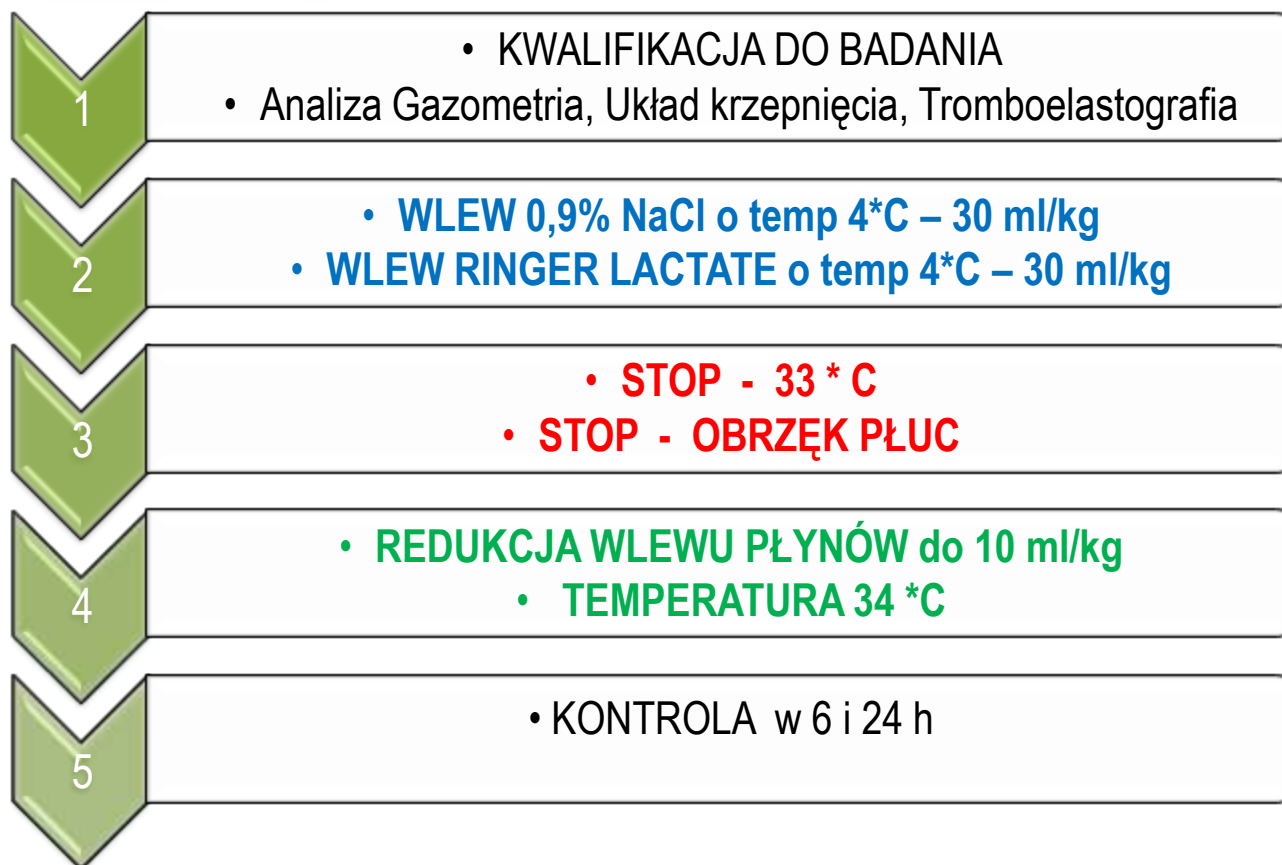 1
• KWALIFIKACJA DO BADANIA
• Analiza Gazometria, Układ krzepnięcia, Tromboelastografia
2
• WLEW 0,9% NaCl o temp 4*C – 30 ml/kg
• WLEW RINGER LACTATE o temp 4*C – 30 ml/kg
3
• STOP - 33 * C
• STOP - OBRZĘK PŁUC
4
• REDUKCJA WLEWU PŁYNÓW do 10 ml/kg
• TEMPERATURA 34 *C
5
• KONTROLA w 6 i 24 h